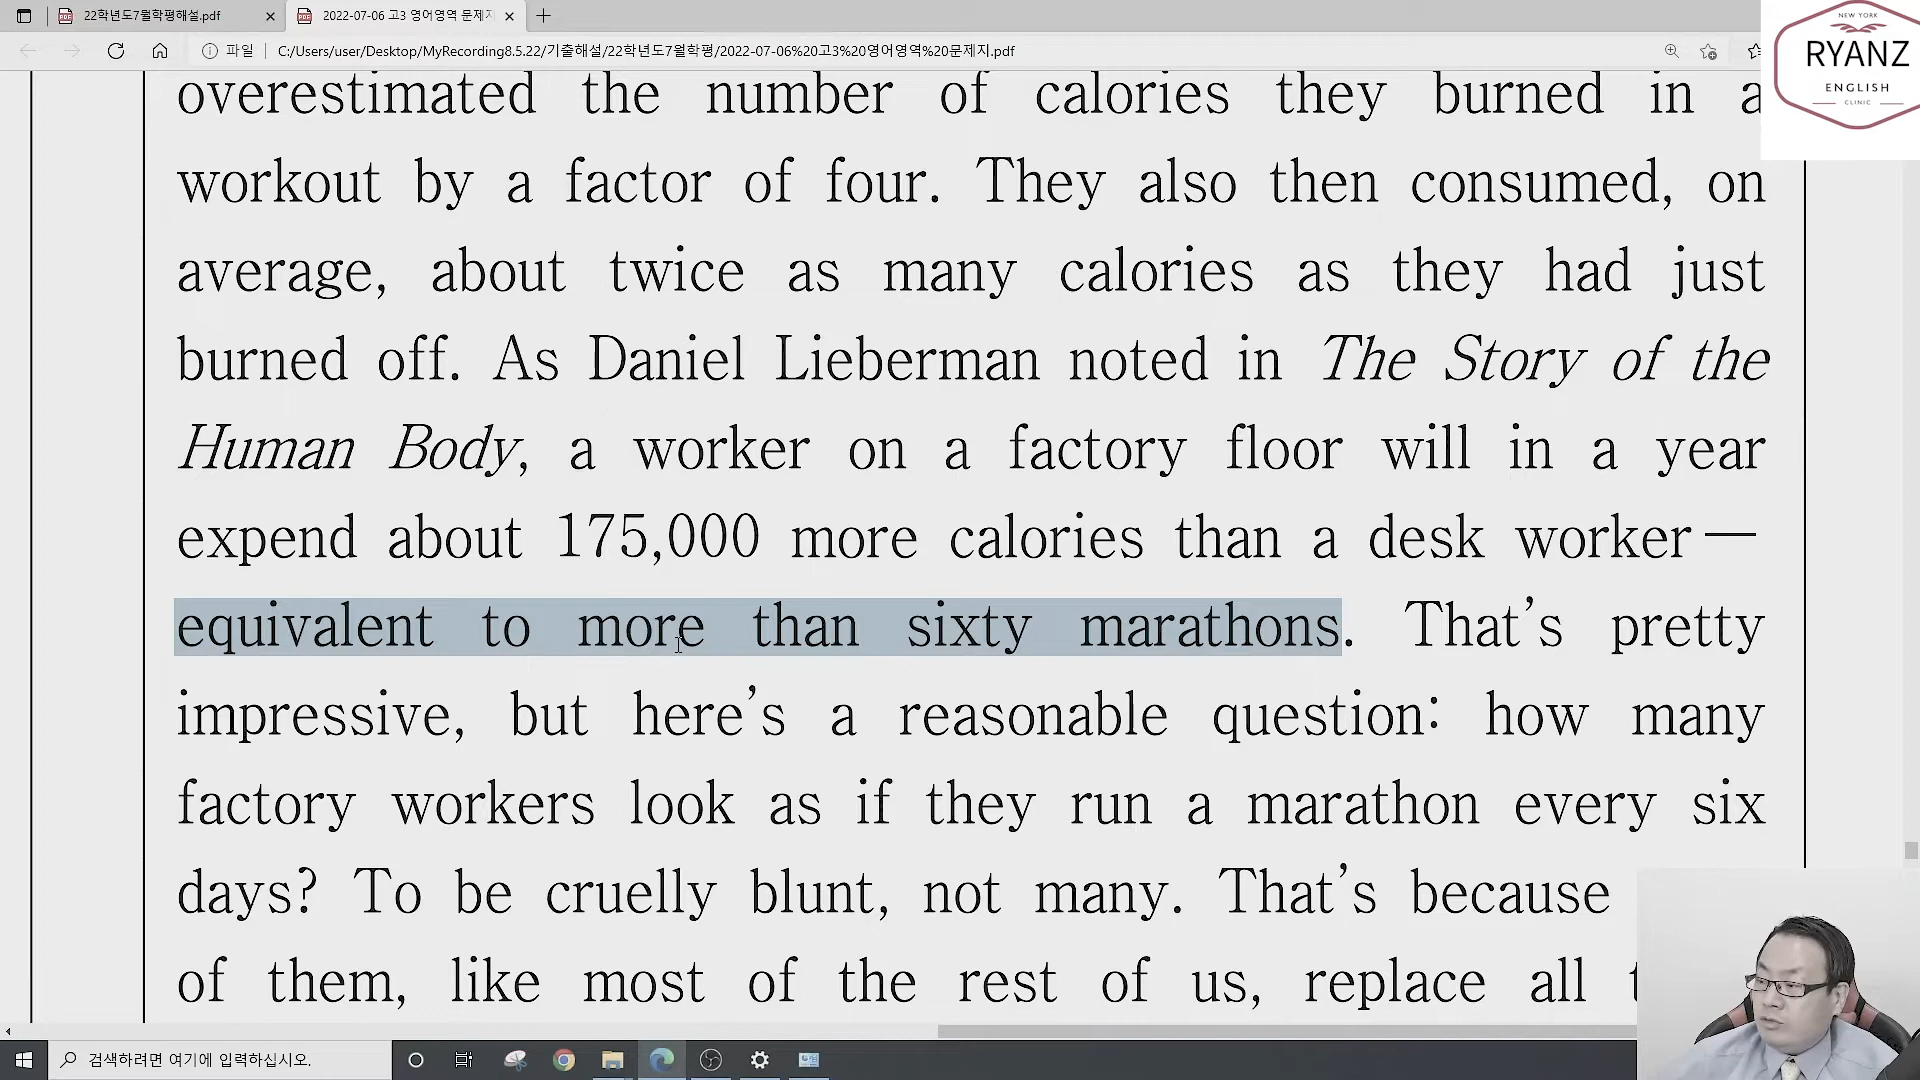 22학년도7월학평해설.pdf
2022-07-06 고3 영어영역 문제지
파일
C:/Users/user/Desktop/MyRecording8.5.22/기출해설/22학년도7월학평/2022-07-06%20고3%20영어영역%20문제지.pdf
NEW YORK
RYANZ
ENGLISH
CLINIC
overestimated the number of calories they burned in a
workout by a factor of four. They also then consumed, on
average, about twice as many calories as they had just
burned off. As Daniel Lieberman noted in The Story of the
Human Body, a worker on a factory floor will in a year
expend about 175,000 more calories than a desk worker—
equivalent to more than sixty marathons. That's pretty
impressive, but here's a reasonable question: how many
factory workers look as if they run a marathon every six
days? To be cruelly blunt, not many. That's because
of them, like most of the rest of us, replace all
검색하려면 여기에 입력하십시오.